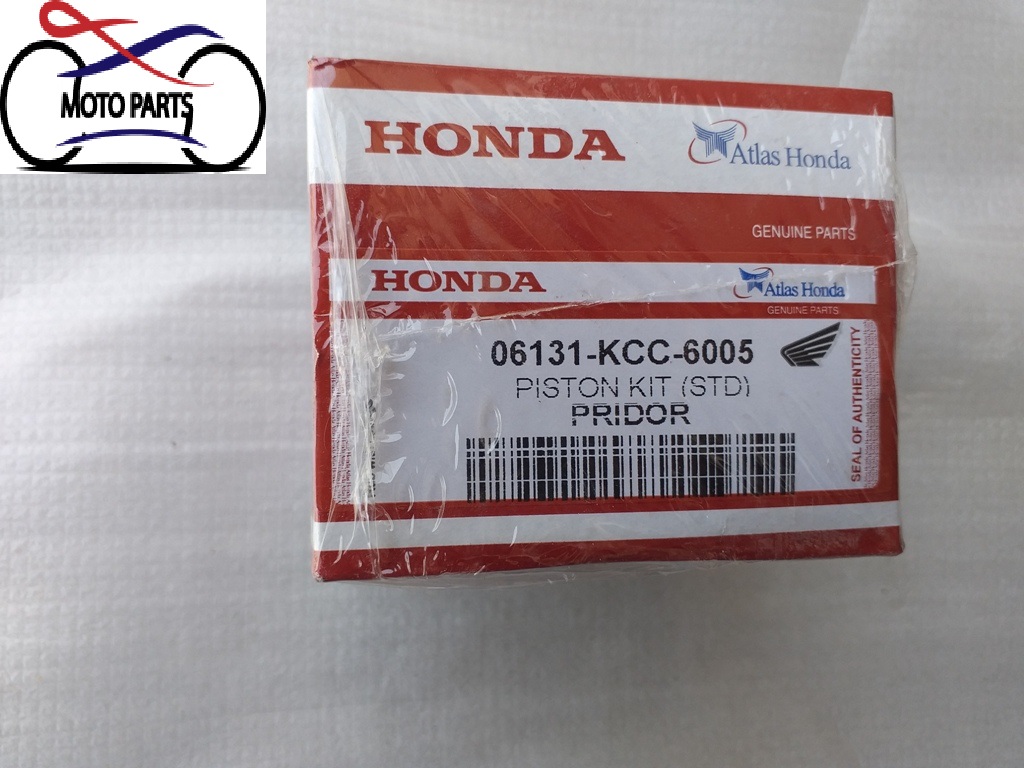 MOTO PARTS
HONDA
Atlas Honda
GENUINE PARTS
HONDA
Atlas Honda
GENUINE PARTS
06131-KCC-6005
PISTON KIT (STD)
PRIDOR
SEAL OF AUTHENTICITY